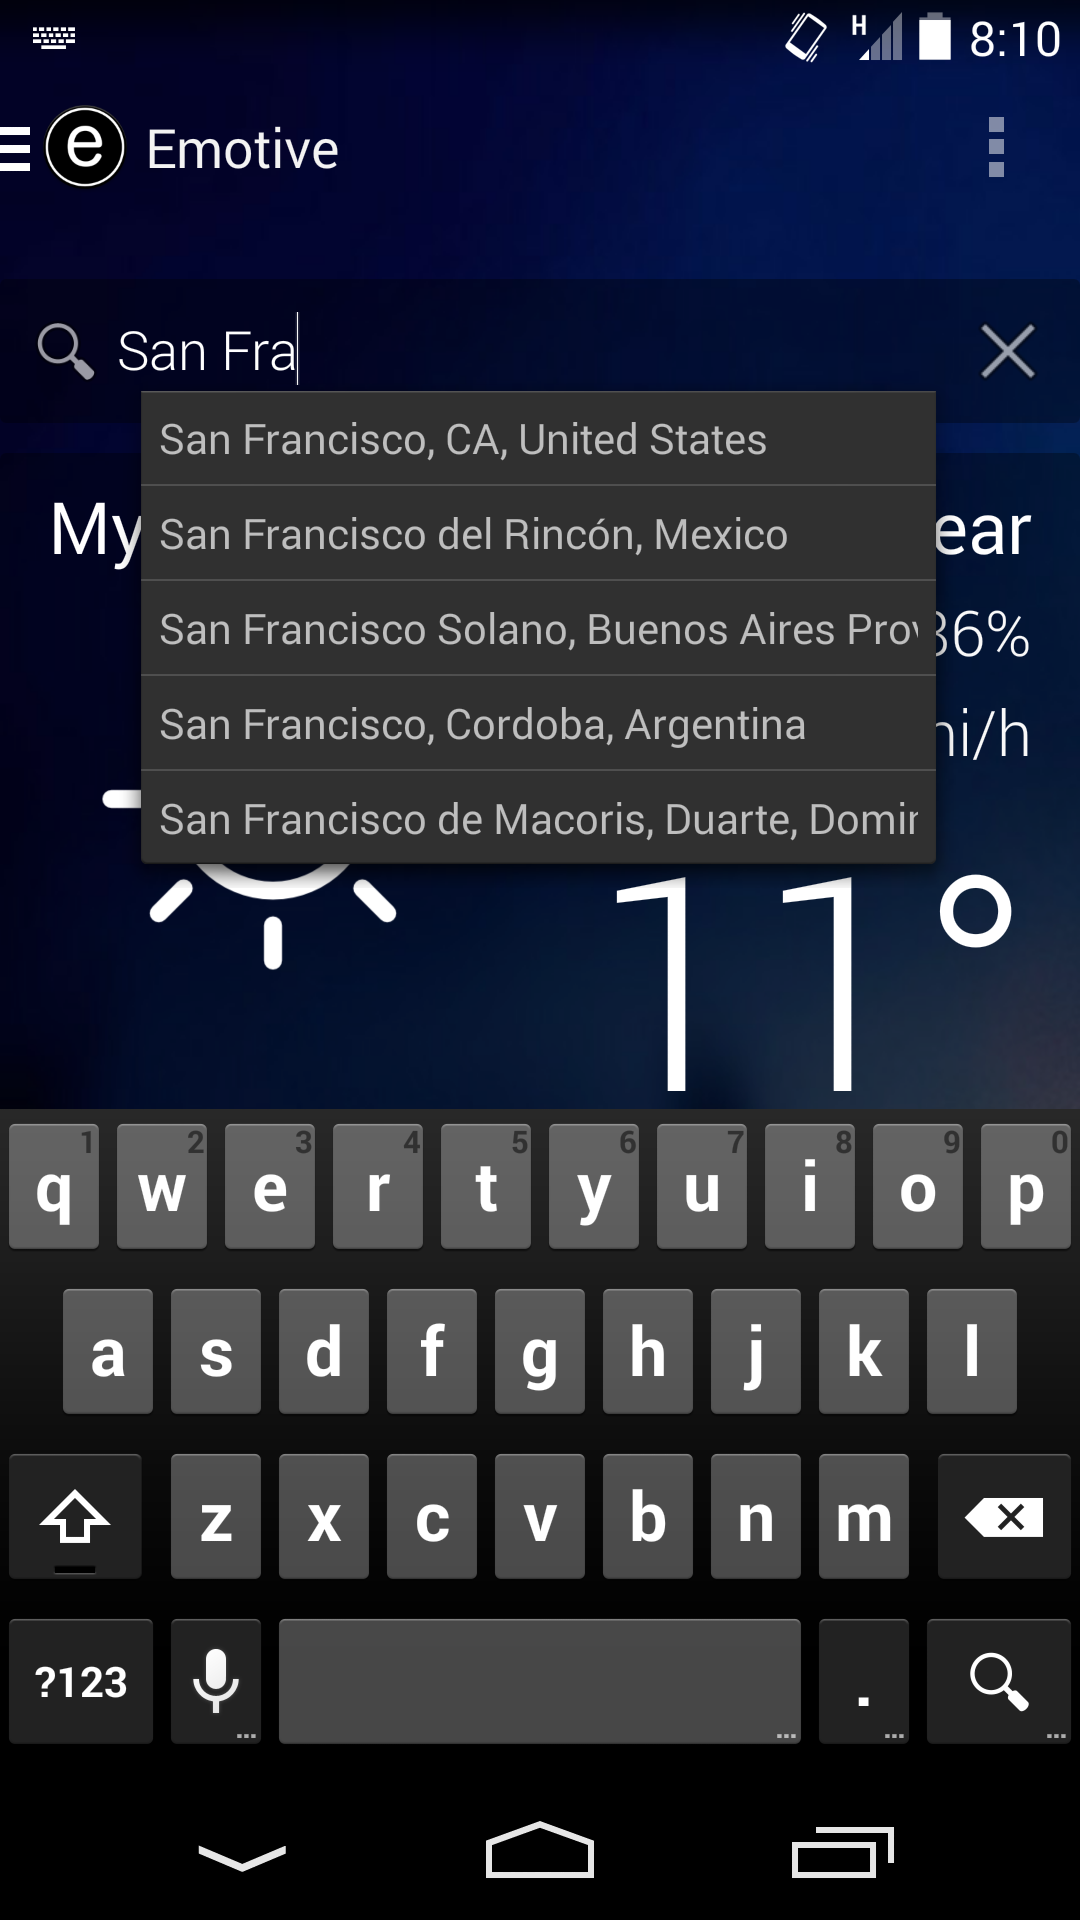 H 8:10
e Emotive
San Fra
San Francisco, CA, United States
San Francisco del Rincón, Mexico
San Francisco Solano, Buenos Aires Prov
San Francisco, Cordoba, Argentina
San Francisco de Macoris, Duarte, Domin
My ear
36%
mi/h
11°
1 2 3 4 5 6 7 8 9 0
q w e r t y u i o p
a s d f g h j k l
z x c v b n m
?123 .